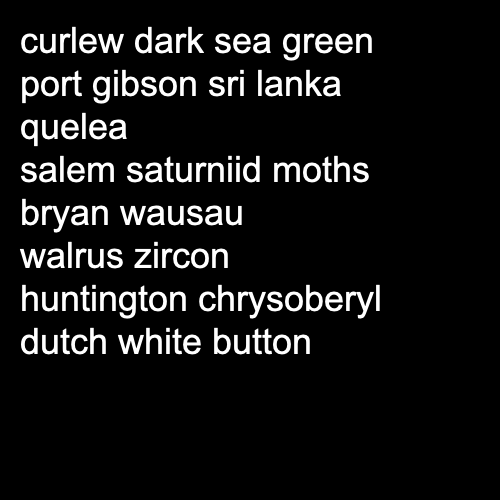 curlew dark sea green
port gibson sri lanka
quelea
salem saturniid moths
bryan wausau
walrus zircon
huntington chrysoberyl
dutch white button